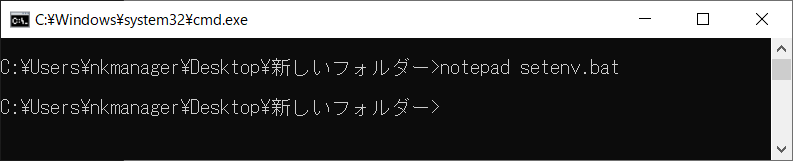 C:¥Windows¥system32¥cmd.exe
C:¥Users¥nkmanager¥Desktop¥新しいフォルダー>notepad setenv.bat
C:¥Users¥nkmanager¥Desktop¥新しいフォルダー>